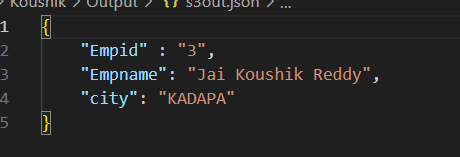 Koushik > Output > {} s3out.json > ...
1 {
2 "Empid" : "3",
3 "Empname": "Jai Koushik Reddy",
4 "city": "KADAPA"
5 }